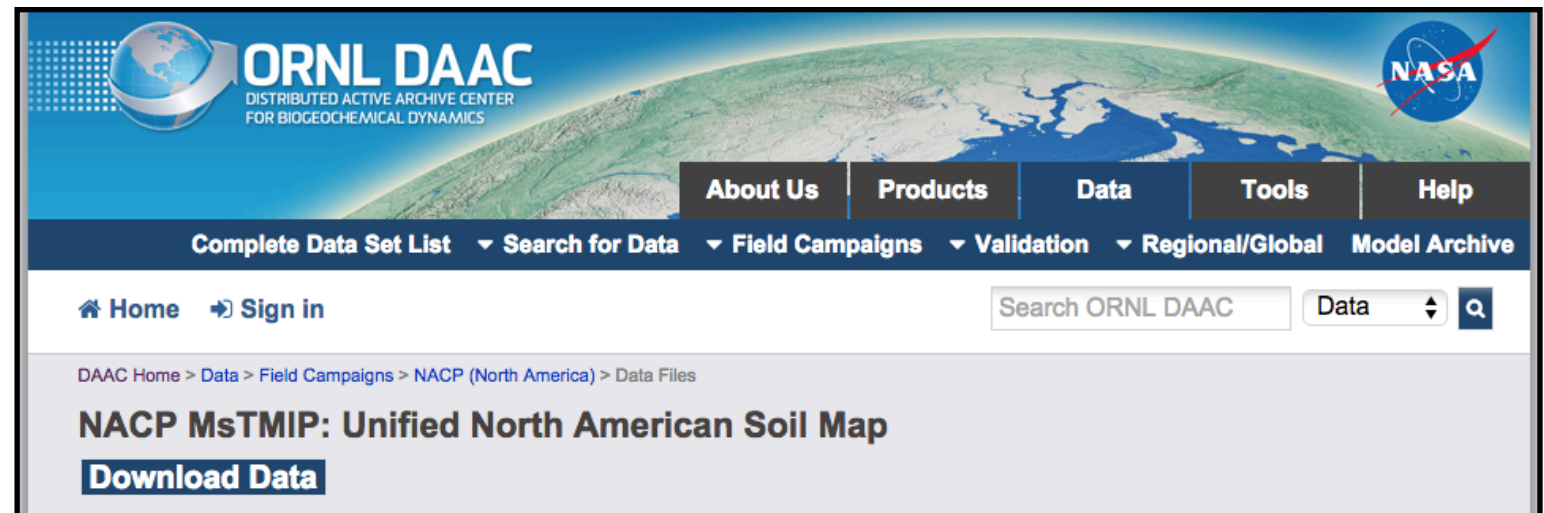 ORNL DAAC
DISTRIBUTED ACTIVE ARCHIVE CENTER
FOR BIOGEOCHEMICAL DYNAMICS
NASA
About Us Products Data Tools Help
Complete Data Set List Search for Data Field Campaigns Validation Regional/Global Model Archive
Home Sign in Search ORNL DAAC Data
DAAC Home > Data > Field Campaigns > NACP (North America) > Data Files
NACP MsTMIP: Unified North American Soil Map
Download Data